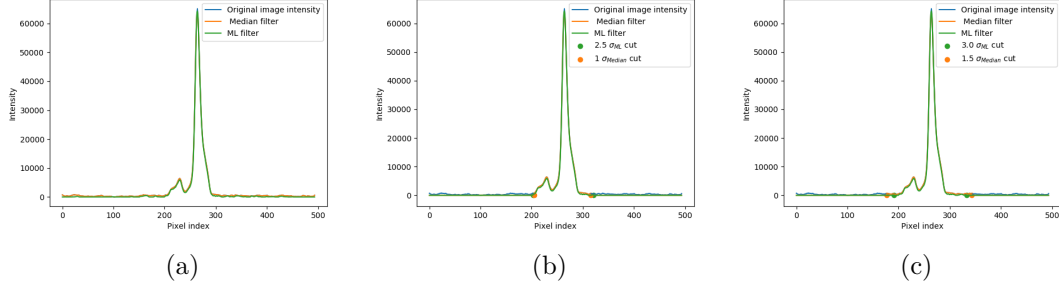 60000
50000
40000
30000
20000
10000
0
Intensity
0 100 200 300 400 500
Pixel index
Original image intensity
Median filter
ML filter
(a)
60000
50000
40000
30000
20000
10000
0
Intensity
0 100 200 300 400 500
Pixel index
Original image intensity
Median filter
ML filter
2.5 σML cut
1 σMedian cut
(b)
60000
50000
40000
30000
20000
10000
0
Intensity
0 100 200 300 400 500
Pixel index
Original image intensity
Median filter
ML filter
3.0 σML cut
1.5 σMedian cut
(c)